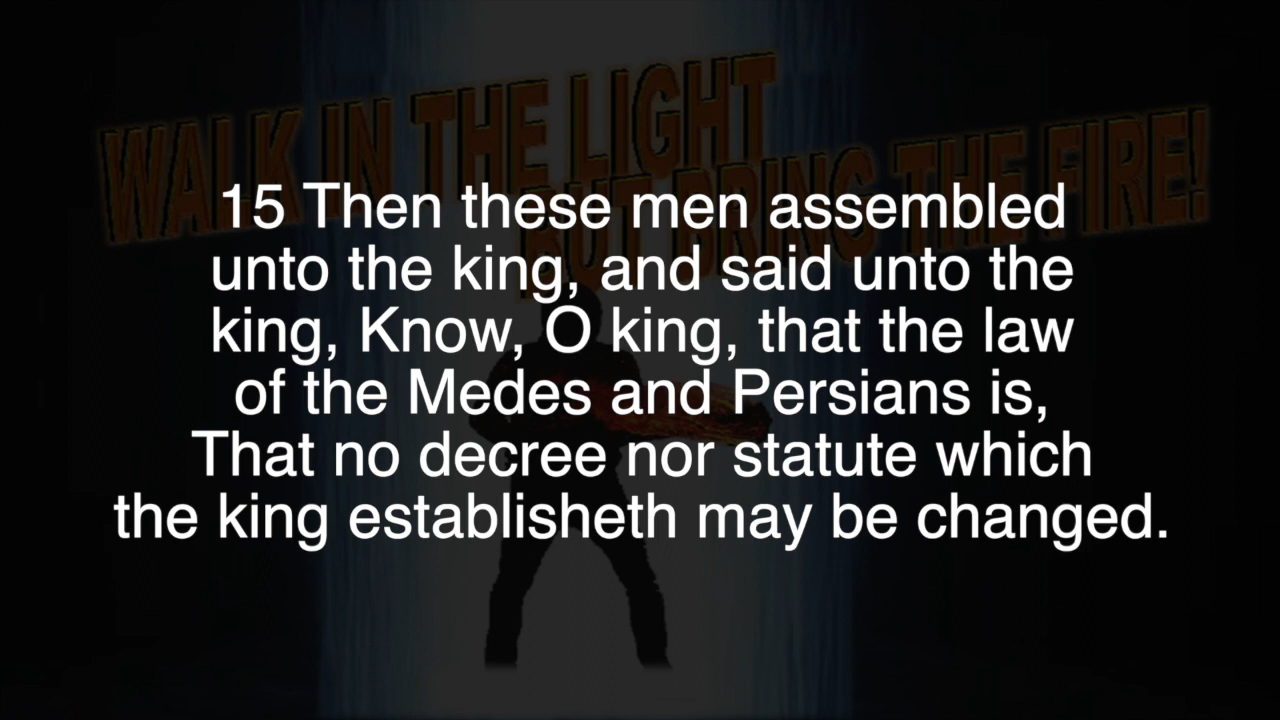 WALK IN THE LIGHT
BUT BRING THE FIRE!
15 Then these men assembled
unto the king, and said unto the
king, Know, O king, that the law
of the Medes and Persians is,
That no decree nor statute which
the king establisheth may be changed.